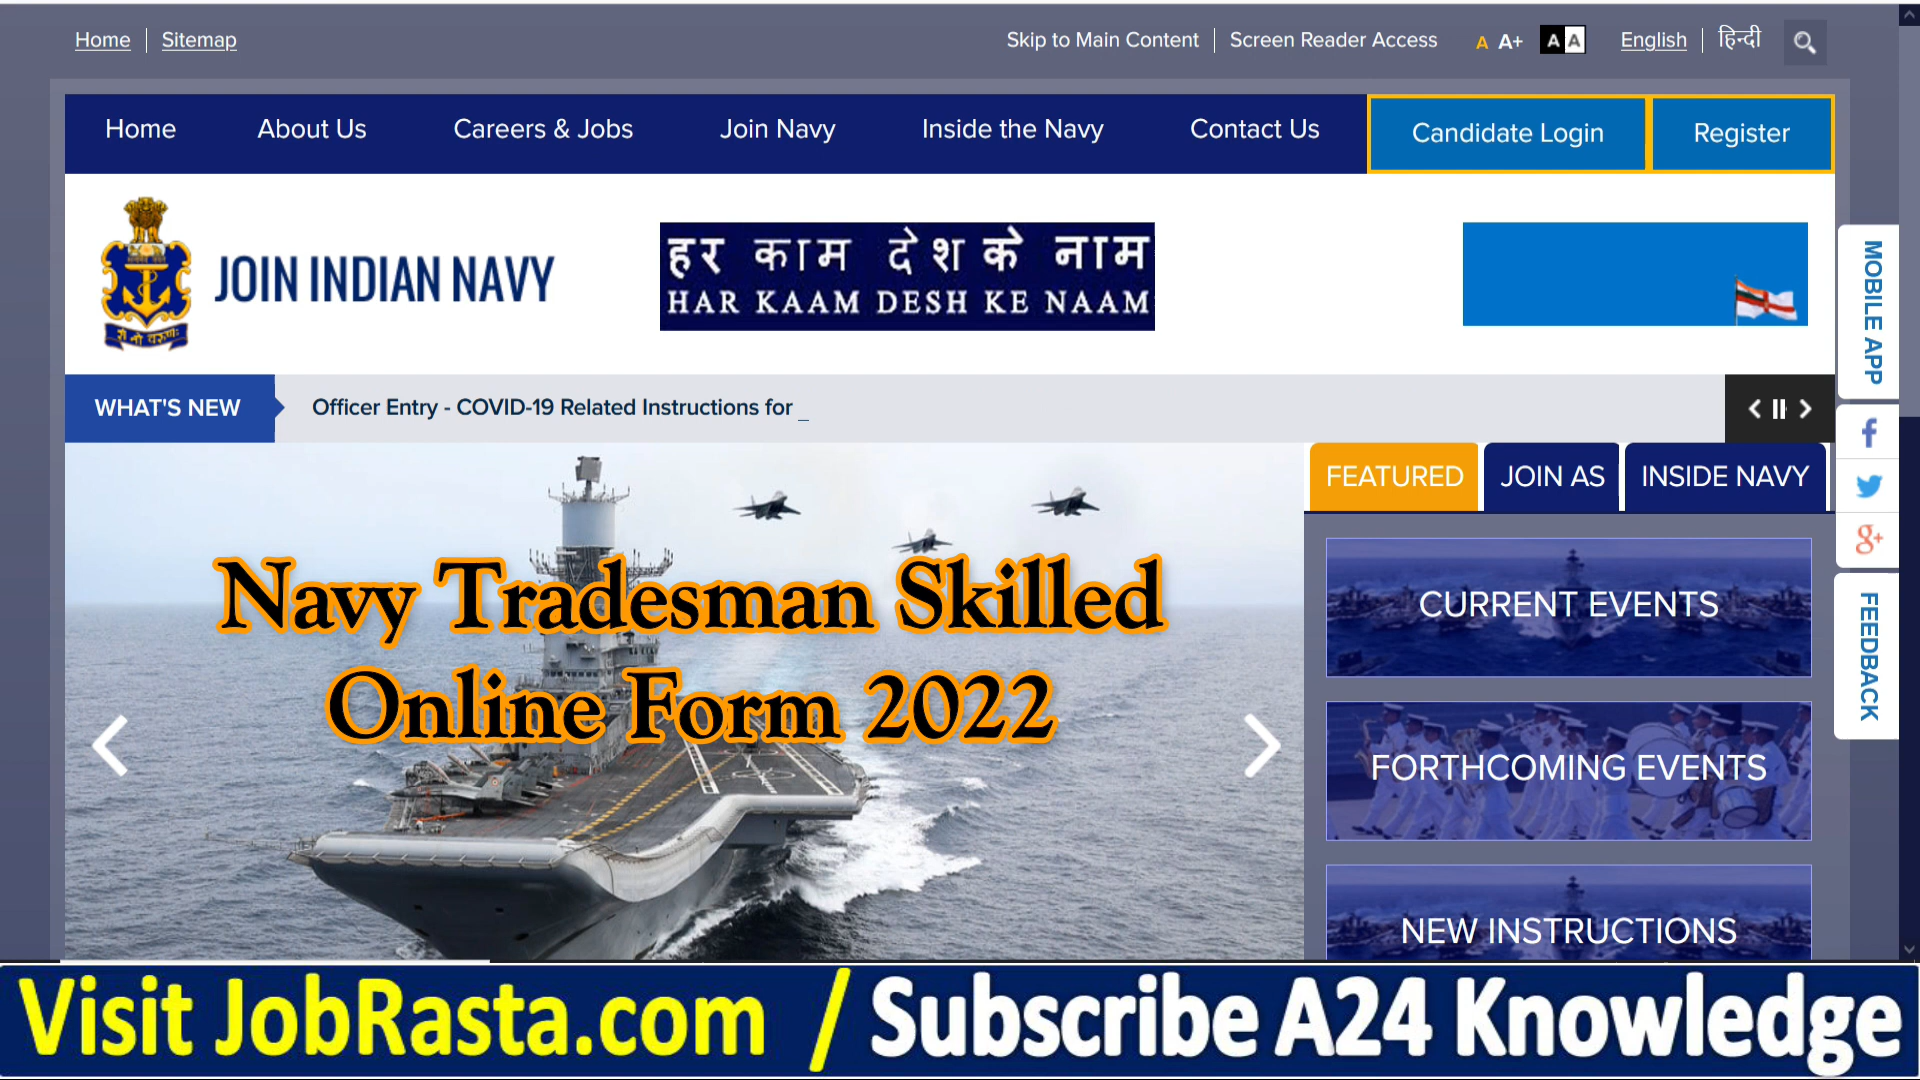 Home Sitemap Skip to Main Content Screen Reader Access A A+ A A English हिन्दी
Home About Us Careers & Jobs Join Navy Inside the Navy Contact Us Candidate Login Register
JOIN INDIAN NAVY
हर काम देश के नाम
HAR KAAM DESH KE NAAM
शं नो वरुणः
MOBILE APP
WHAT'S NEW Officer Entry - COVID-19 Related Instructions for _
FEATURED JOIN AS INSIDE NAVY
g+
FEEDBACK
Navy Tradesman Skilled
Online Form 2022
CURRENT EVENTS
FORTHCOMING EVENTS
NEW INSTRUCTIONS
Visit JobRasta.com / Subscribe A24 Knowledge